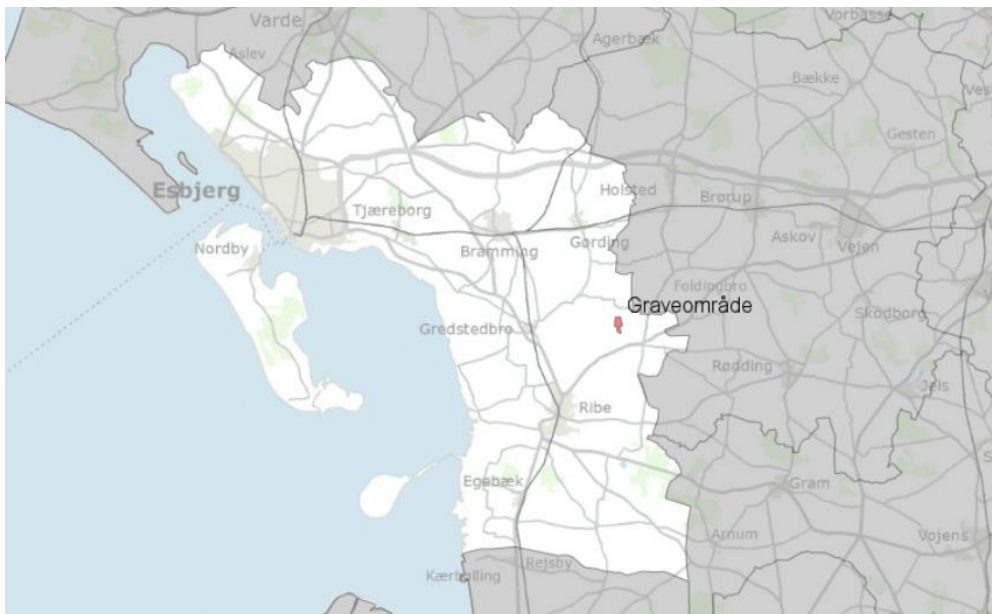 Varde
Vorbasse
Agerbæk
Aslev
Bække
Gesten
Holsted
Esbjerg
Brørup
Tjæreborg
Askov
Vejen
Nordby
Bramming
Gørding
Foldingbro
Graveområde
Skodborg
Gredstedbro
Rødding
Jels
Ribe
Egebæk
Gram
Arnum
Vojens
Rejsby
Kærbølling